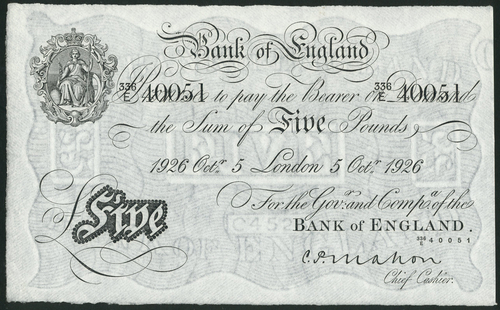 Bank of England
336/E 40051 to pay the Bearer on Demand 336/E 40051
the Sum of Five Pounds
1926 Octr. 5 London 5 Octr. 1926
For the Govr. and Compa. of the
BANK OF ENGLAND.
336/E 40051
£Five
C.P. Mahon
Chief Cashier.